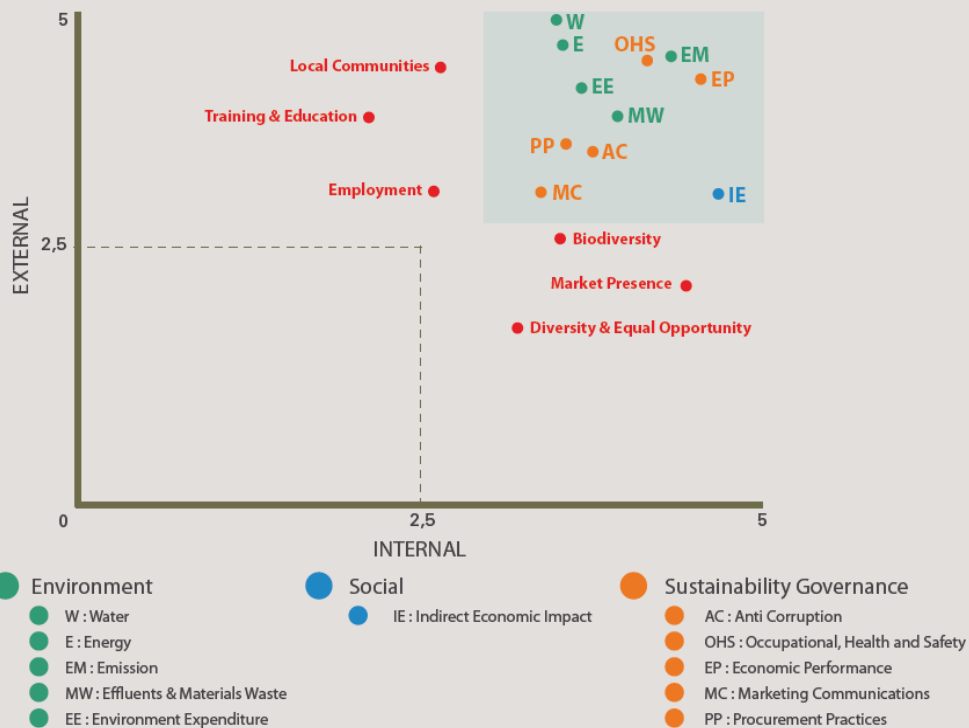 5
W
E
OHS
EM
Local Communities
EP
EE
Training & Education
MW
PP
AC
Employment
MC
IE
EXTERNAL
2,5
Biodiversity
Market Presence
Diversity & Equal Opportunity
0
2,5
5
INTERNAL
Environment
W : Water
E : Energy
EM : Emission
MW : Effluents & Materials Waste
EE : Environment Expenditure
Social
IE : Indirect Economic Impact
Sustainability Governance
AC : Anti Corruption
OHS : Occupational, Health and Safety
EP : Economic Performance
MC : Marketing Communications
PP : Procurement Practices